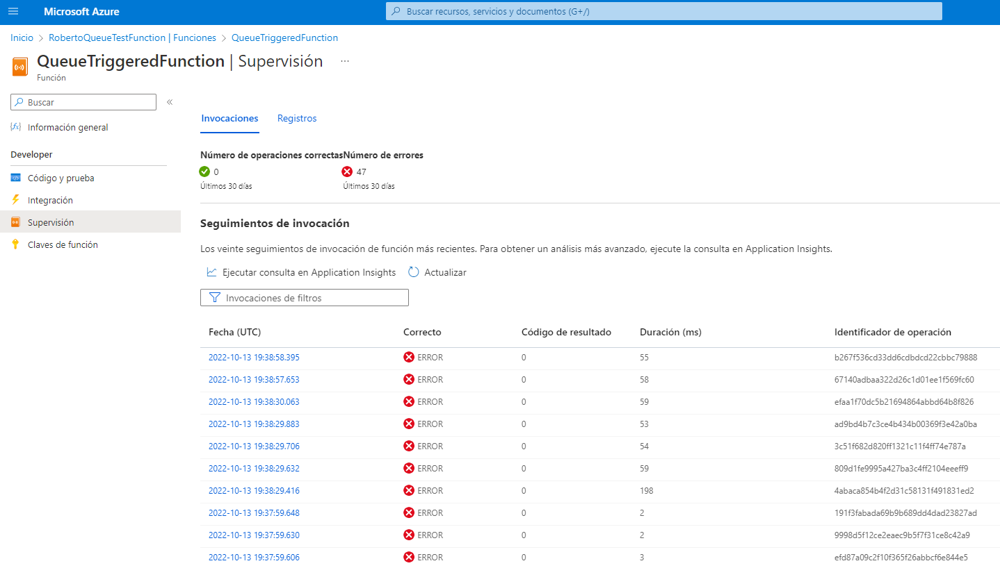 Microsoft Azure
Buscar recursos, servicios y documentos (G+/)
Inicio > RobertoQueueTestFunction | Funciones > QueueTriggeredFunction
QueueTriggeredFunction | Supervisión ...
Función
Buscar
«
Información general
Developer
Código y prueba
Integración
Supervisión
Claves de función
Invocaciones Registros
Número de operaciones correctas Número de errores
0 47
Últimos 30 días Últimos 30 días
Seguimientos de invocación
Los veinte seguimientos de invocación de función más recientes. Para obtener un análisis más avanzado, ejecute la consulta en Application Insights.
Ejecutar consulta en Application Insights Actualizar
Invocaciones de filtros
Fecha (UTC) Correcto Código de resultado Duración (ms) Identificador de operación
2022-10-13 19:38:58.395 ERROR 0 55 b267f536cd33dd6cdbdcd22cbbc79888
2022-10-13 19:38:57.653 ERROR 0 58 67140adbaa322d26c1d01ee1f569fc60
2022-10-13 19:38:30.063 ERROR 0 59 efaa1f70dc5b21694864abbd64b8f826
2022-10-13 19:38:29.883 ERROR 0 53 ad9bd4b7c3ce4b434b00369f3e42a0ba
2022-10-13 19:38:29.706 ERROR 0 54 3c51f682d820ff1321c11f4ff74e787a
2022-10-13 19:38:29.632 ERROR 0 59 809d1fe9995a427ba3c4ff2104eeeff9
2022-10-13 19:38:29.416 ERROR 0 198 4abaca854b4f2d31c58131f491831ed2
2022-10-13 19:37:59.648 ERROR 0 2 191f3fabada69b9b689dd4dad23827ad
2022-10-13 19:37:59.630 ERROR 0 2 9998d5f12ce2eaec9b5f7f31ce8c42a9
2022-10-13 19:37:59.606 ERROR 0 3 efd87a09c2f10f365f26abbcf6e844e5